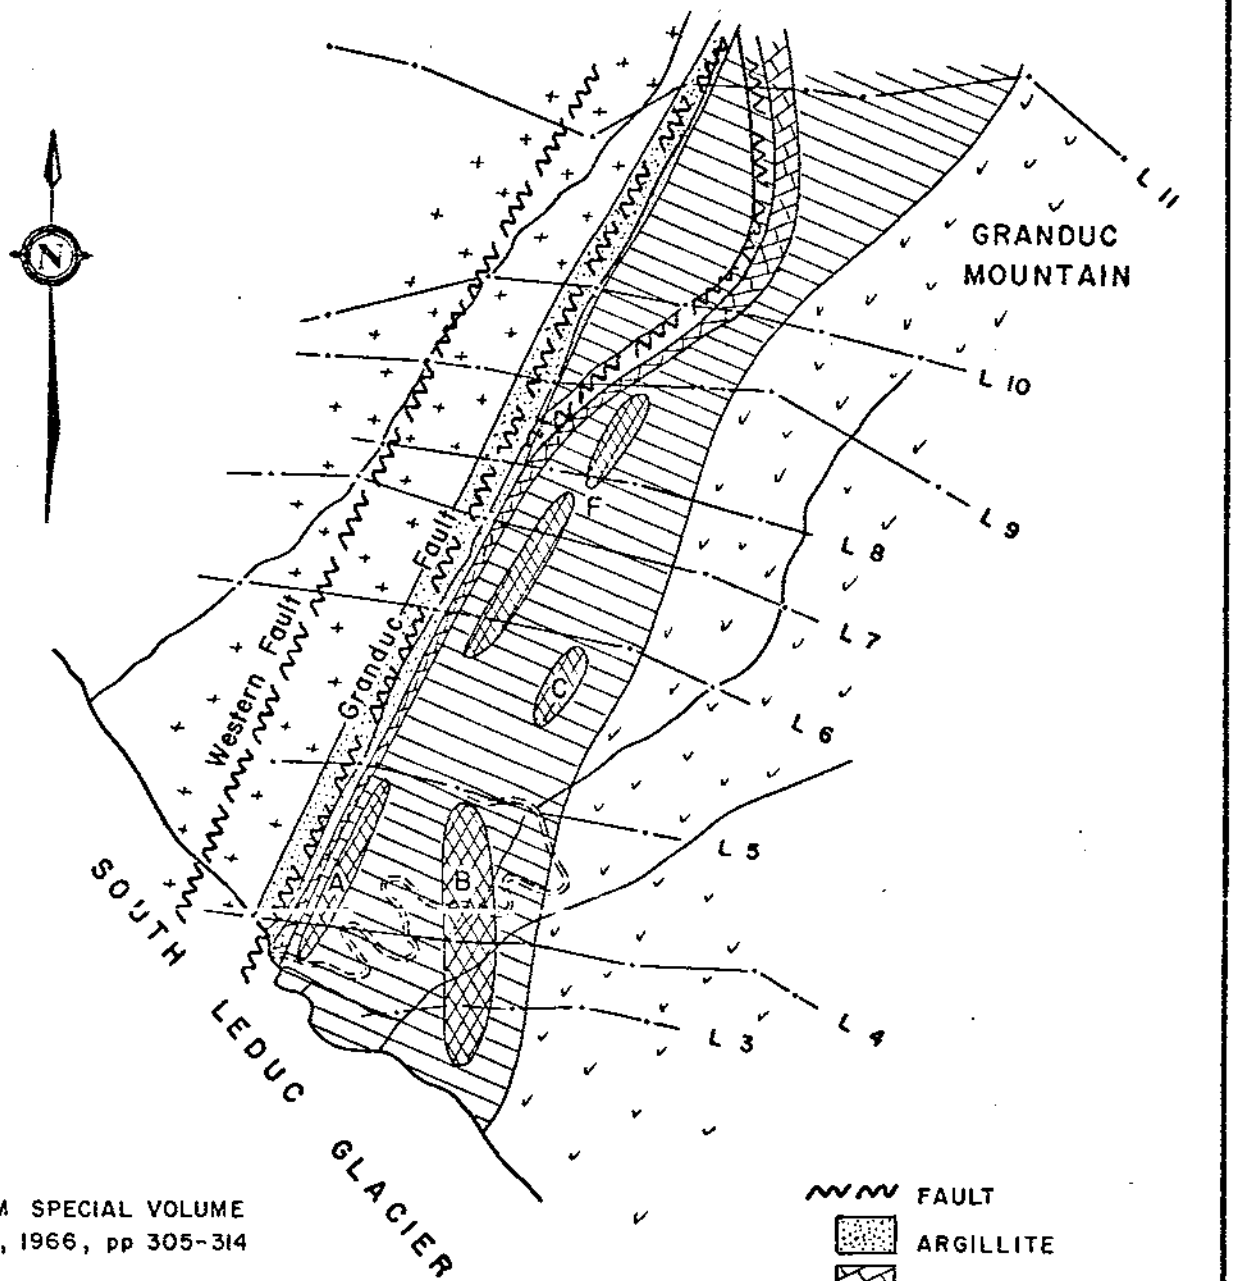 N
L 11
GRANDUC
MOUNTAIN
L 10
L 9
F
L 8
Granduc Fault
L 7
Western Fault
C
L 6
L 5
A
B
SOUTH LEDUC GLACIER
L 4
L 3
SPECIAL VOLUME
, 1966, pp 305-314
FAULT
ARGILLITE